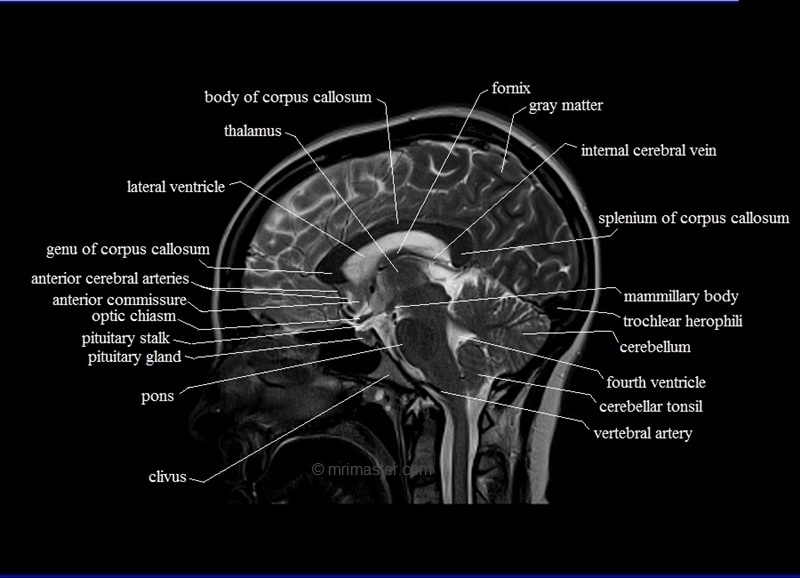 fornix
body of corpus callosum
gray matter
thalamus
internal cerebral vein
lateral ventricle
splenium of corpus callosum
genu of corpus callosum
anterior cerebral arteries
anterior commissure
mammillary body
optic chiasm
trochlear herophili
pituitary stalk
cerebellum
pituitary gland
fourth ventricle
pons
cerebellar tonsil
vertebral artery
© mrimaster.com
clivus